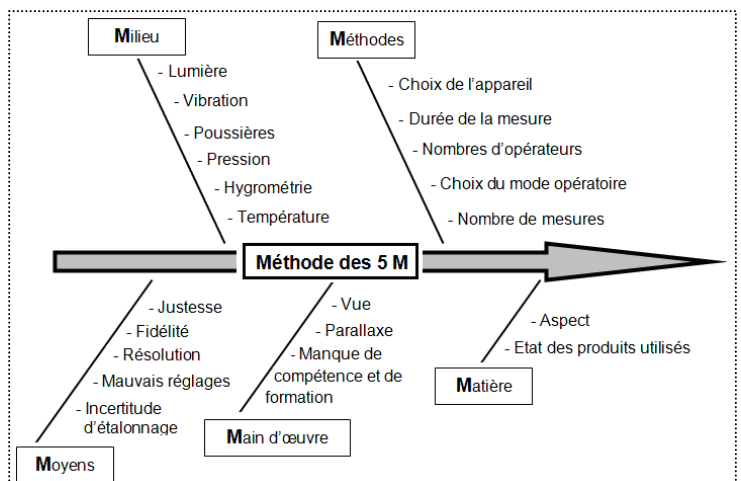 Milieu
- Lumière
- Vibration
- Poussières
- Pression
- Hygrométrie
- Température
Méthodes
- Choix de l'appareil
- Durée de la mesure
- Nombres d'opérateurs
- Choix du mode opératoire
- Nombre de mesures
Méthode des 5 M
- Justesse
- Fidélité
- Résolution
- Mauvais réglages
- Incertitude
d'étalonnage
Moyens
- Vue
- Parallaxe
- Manque de
compétence et de
formation
Main d'œuvre
- Aspect
- Etat des produits utilisés
Matière